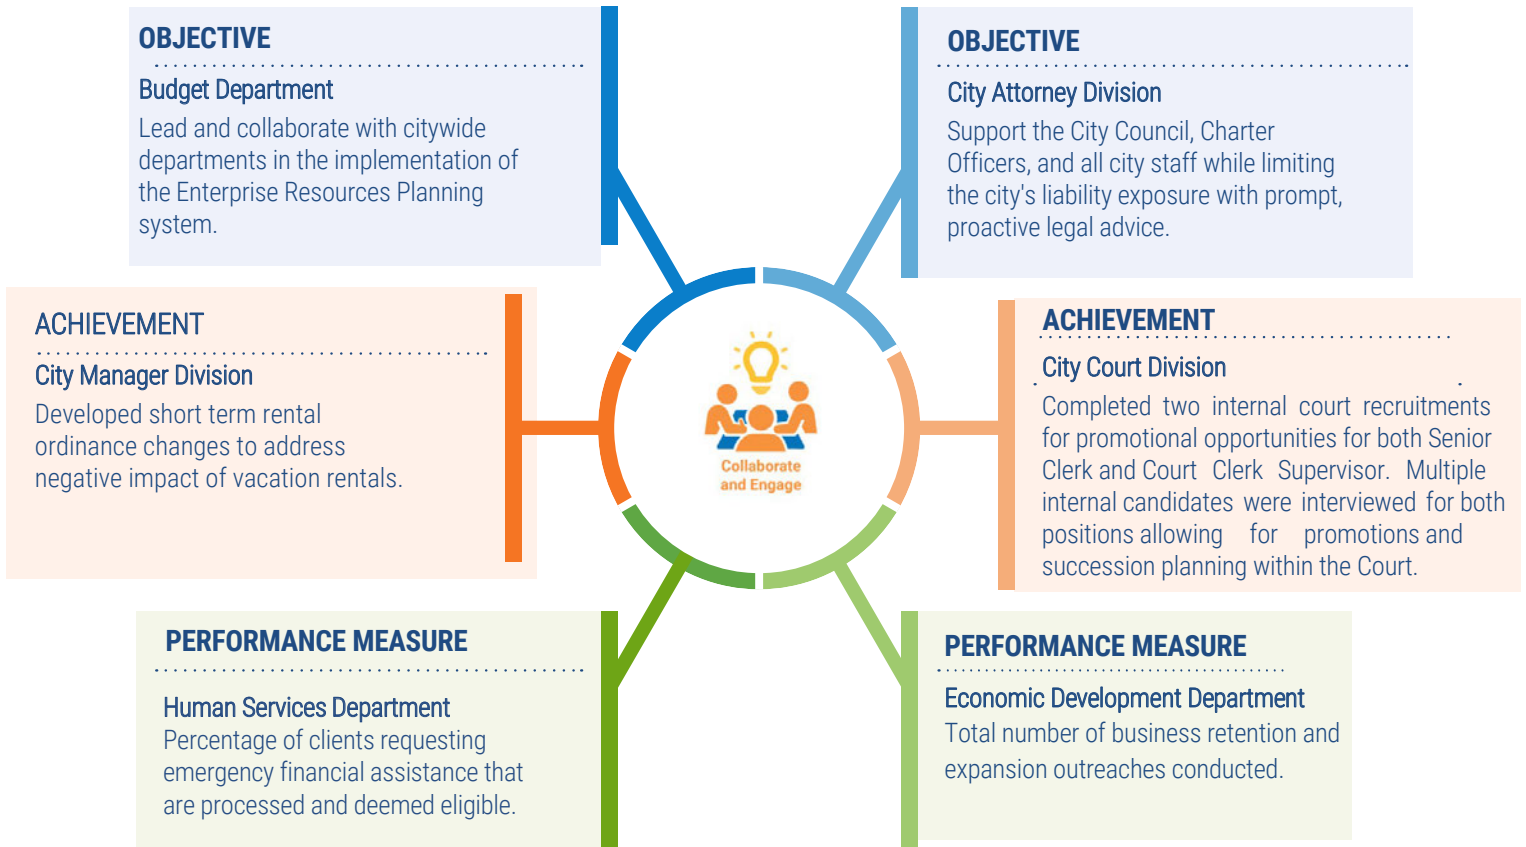 OBJECTIVE
Budget Department
Lead and collaborate with citywide
departments in the implementation of
the Enterprise Resources Planning
system.
OBJECTIVE
City Attorney Division
Support the City Council, Charter
Officers, and all city staff while limiting
the city's liability exposure with prompt,
proactive legal advice.
ACHIEVEMENT
City Manager Division
Developed short term rental
ordinance changes to address
negative impact of vacation rentals.
Collaborate
and Engage
ACHIEVEMENT
City Court Division
Completed two internal court recruitments
for promotional opportunities for both Senior
Clerk and Court Clerk Supervisor. Multiple
internal candidates were interviewed for both
positions allowing for promotions and
succession planning within the Court.
PERFORMANCE MEASURE
Human Services Department
Percentage of clients requesting
emergency financial assistance that
are processed and deemed eligible.
PERFORMANCE MEASURE
Economic Development Department
Total number of business retention and
expansion outreaches conducted.